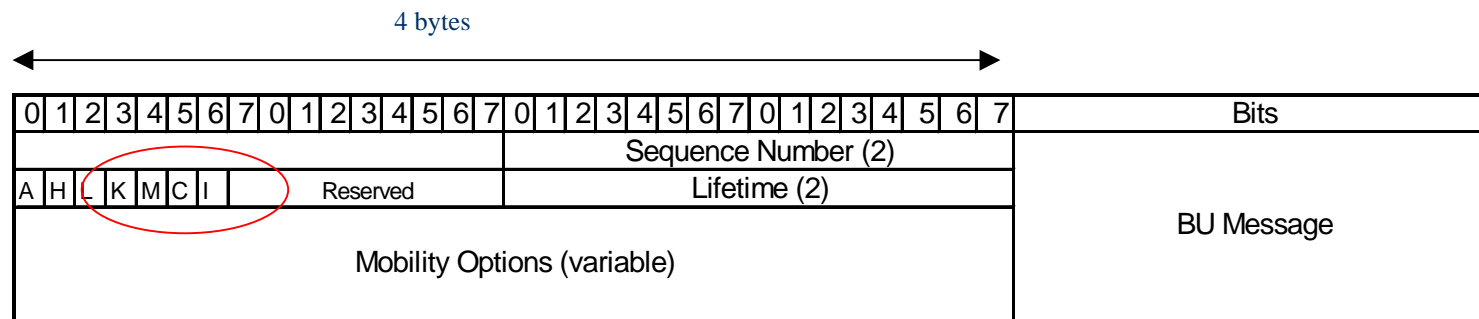 4 bytes
0 1 2 3 4 5 6 7 0 1 2 3 4 5 6 7 0 1 2 3 4 5 6 7 0 1 2 3 4 5 6 7 Bits
Sequence Number (2)
A H L K M C I Reserved Lifetime (2)
BU Message
Mobility Options (variable)